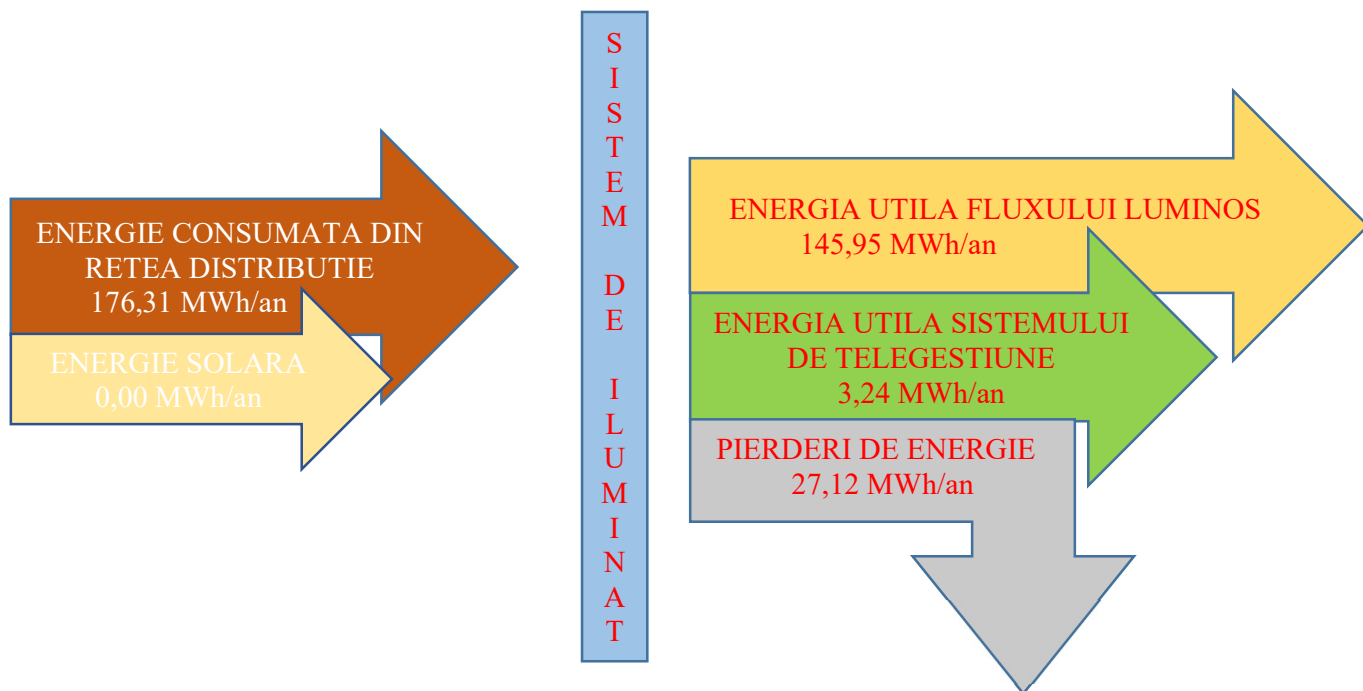 ENERGIE CONSUMATA DIN
RETEA DISTRIBUTIE
176,31 MWh/an
ENERGIE SOLARA
0,00 MWh/an
S
I
S
T
E
M
D
E
I
L
U
M
I
N
A
T
ENERGIA UTILA FLUXULUI LUMINOS
145,95 MWh/an
ENERGIA UTILA SISTEMULUI
DE TELEGESTIUNE
3,24 MWh/an
PIERDERI DE ENERGIE
27,12 MWh/an